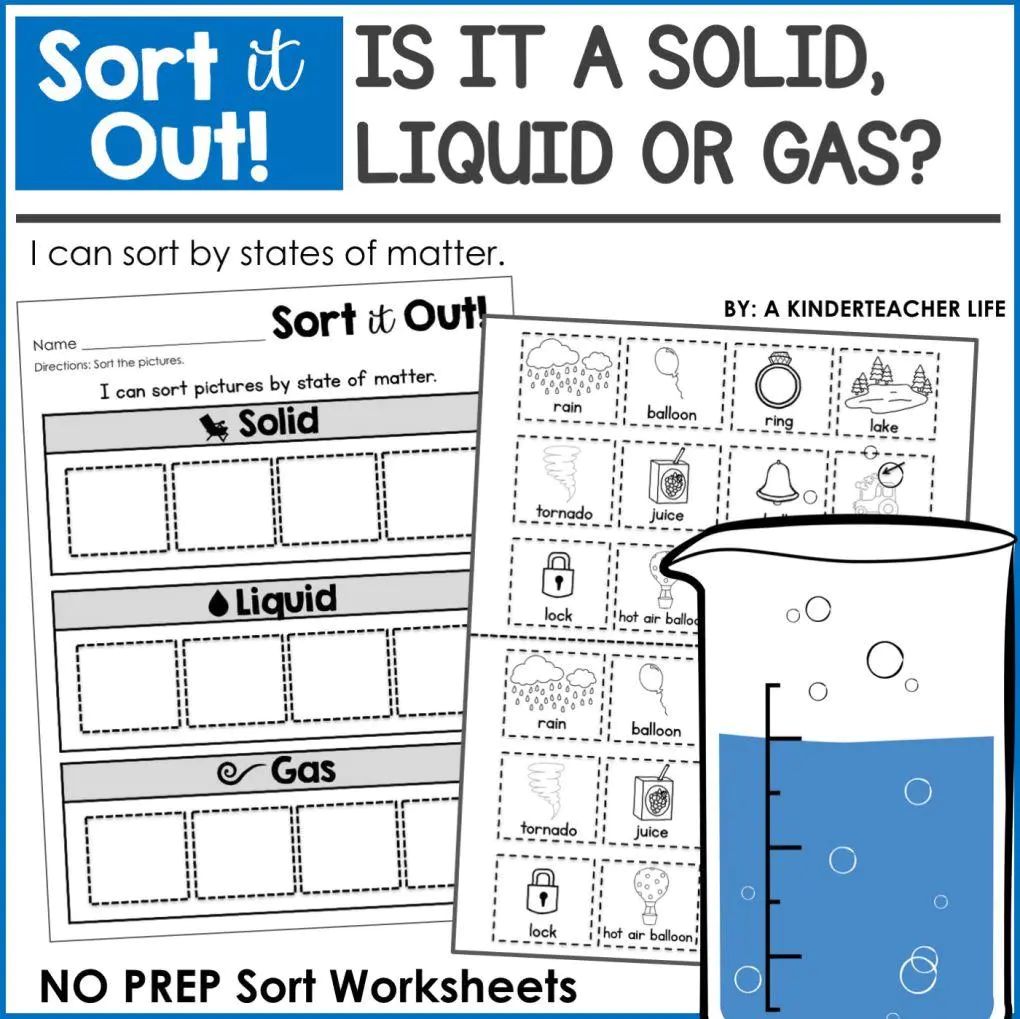 Sort it
Out!
IS IT A SOLID,
LIQUID OR GAS?
I can sort by states of matter.
BY: A KINDERTEACHER LIFE
Sort it Out!
Name
Directions: Sort the pictures.
I can sort pictures by state of matter.
Solid
Liquid
Gas
rain
balloon
ring
lake
tornado
juice
lock
hot air balloo
rain
balloon
tornado
juice
lock
hot air balloon
NO PREP Sort Worksheets